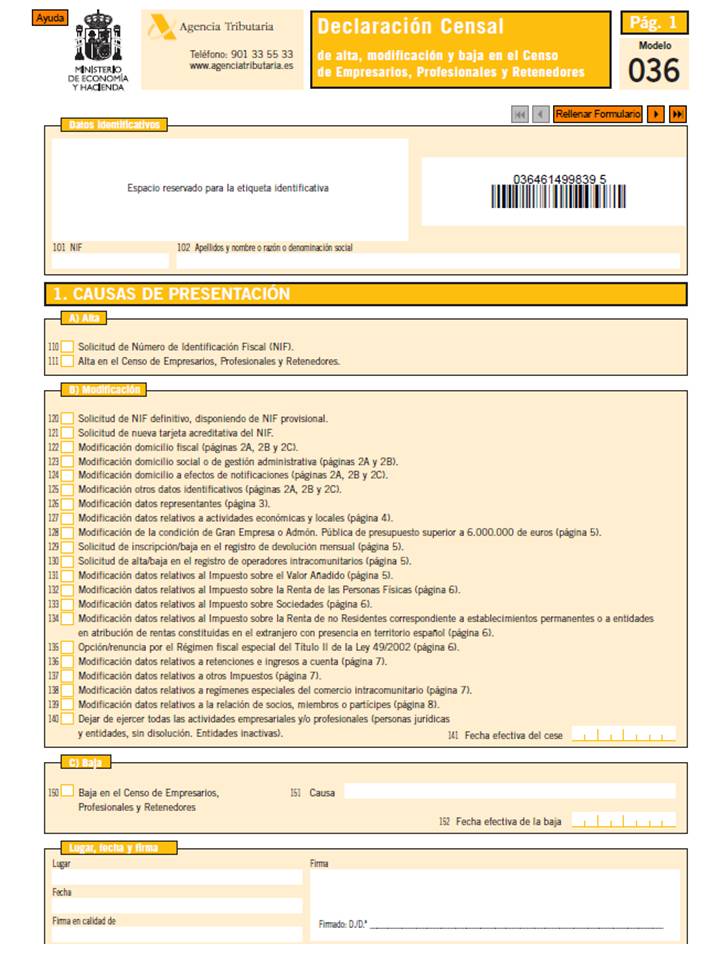 Ayuda
MINISTERIO
DE ECONOMÍA
Y HACIENDA
Agencia Tributaria
Teléfono: 901 33 55 33
www.agenciatributaria.es
Declaración Censal
de alta, modificación y baja en el Censo
de Empresarios, Profesionales y Retenedores
Pág. 1
Modelo
036
Rellenar Formulario
Datos Identificativos
Espacio reservado para la etiqueta identificativa
036461499839 5
101 NIF
102 Apellidos y nombre o razón o denominación social
1. CAUSAS DE PRESENTACIÓN
A) Alta
110 Solicitud de Número de Identificación Fiscal (NIF).
111 Alta en el Censo de Empresarios, Profesionales y Retenedores.
B) Modificación
120 Solicitud de NIF definitivo, disponiendo de NIF provisional.
121 Solicitud de nueva tarjeta acreditativa del NIF.
122 Modificación domicilio fiscal (páginas 2A, 2B y 2C).
123 Modificación domicilio social o de gestión administrativa (páginas 2A y 2B).
124 Modificación domicilio a efectos de notificaciones (páginas 2A, 2B y 2C).
125 Modificación otros datos identificativos (páginas 2A, 2B y 2C).
126 Modificación datos representantes (página 3).
127 Modificación datos relativos a actividades económicas y locales (página 4).
128 Modificación de la condición de Gran Empresa o Admón. Pública de presupuesto superior a 6.000.000 de euros (página 5).
129 Solicitud de inscripción/baja en el registro de devolución mensual (página 5).
130 Solicitud de alta/baja en el registro de operadores intracomunitarios (página 5).
131 Modificación datos relativos al Impuesto sobre el Valor Añadido (página 5).
132 Modificación datos relativos al Impuesto sobre la Renta de las Personas Físicas (página 6).
133 Modificación datos relativos al Impuesto sobre Sociedades (página 6).
134 Modificación datos relativos al Impuesto sobre la Renta de no Residentes correspondiente a establecimientos permanentes o a entidades
en atribución de rentas constituidas en el extranjero con presencia en territorio español (página 6).
135 Opción/renuncia por el Régimen fiscal especial del Título II de la Ley 49/2002 (página 6).
136 Modificación datos relativos a retenciones e ingresos a cuenta (página 7).
137 Modificación datos relativos a otros Impuestos (página 7).
138 Modificación datos relativos a regímenes especiales del comercio intracomunitario (página 7).
139 Modificación datos relativos a la relación de socios, miembros o partícipes (página 8).
140 Dejar de ejercer todas las actividades empresariales y/o profesionales (personas jurídicas
y entidades, sin disolución. Entidades inactivas).
141 Fecha efectiva del cese
C) Baja
150 Baja en el Censo de Empresarios,
Profesionales y Retenedores
151 Causa
152 Fecha efectiva de la baja
Lugar, fecha y firma
Lugar
Firma
Fecha
Firma en calidad de
Firmado: D./D.ª